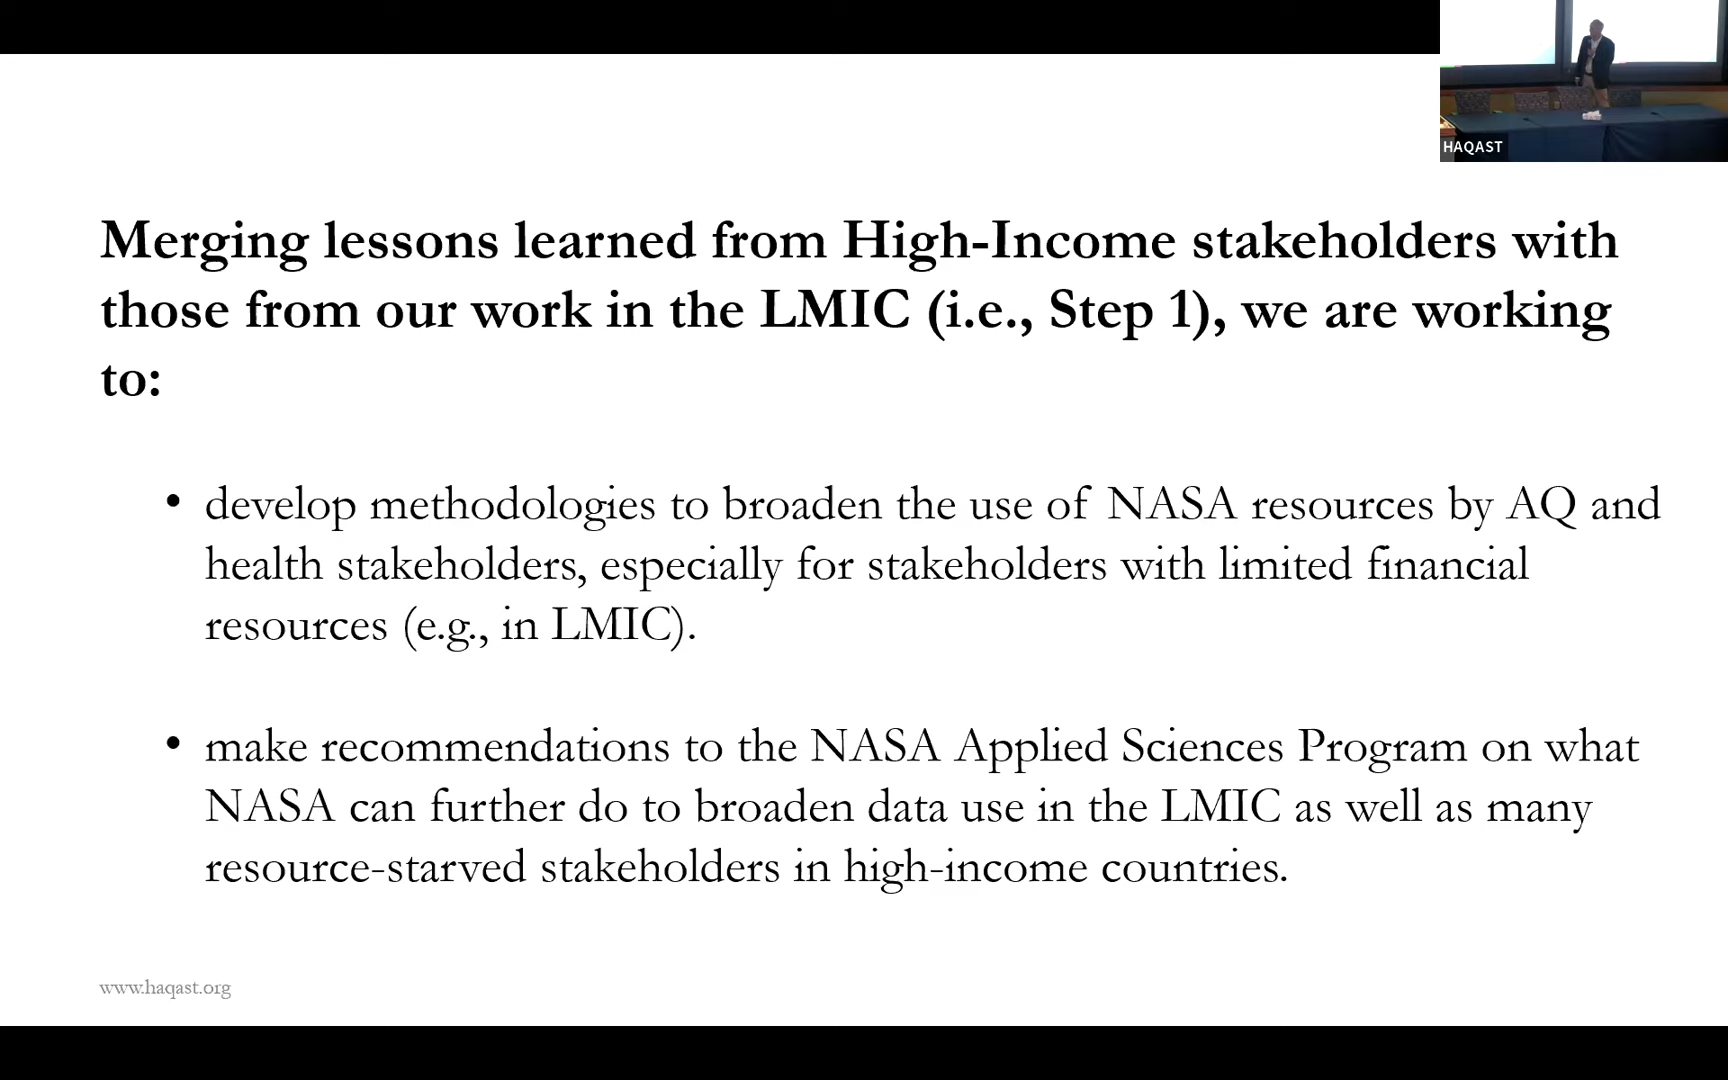 HAQAST
Merging lessons learned from High-Income stakeholders with
those from our work in the LMIC (i.e., Step 1), we are working
to:
• develop methodologies to broaden the use of NASA resources by AQ and
health stakeholders, especially for stakeholders with limited financial
resources (e.g., in LMIC).
• make recommendations to the NASA Applied Sciences Program on what
NASA can further do to broaden data use in the LMIC as well as many
resource-starved stakeholders in high-income countries.
www.haqast.org